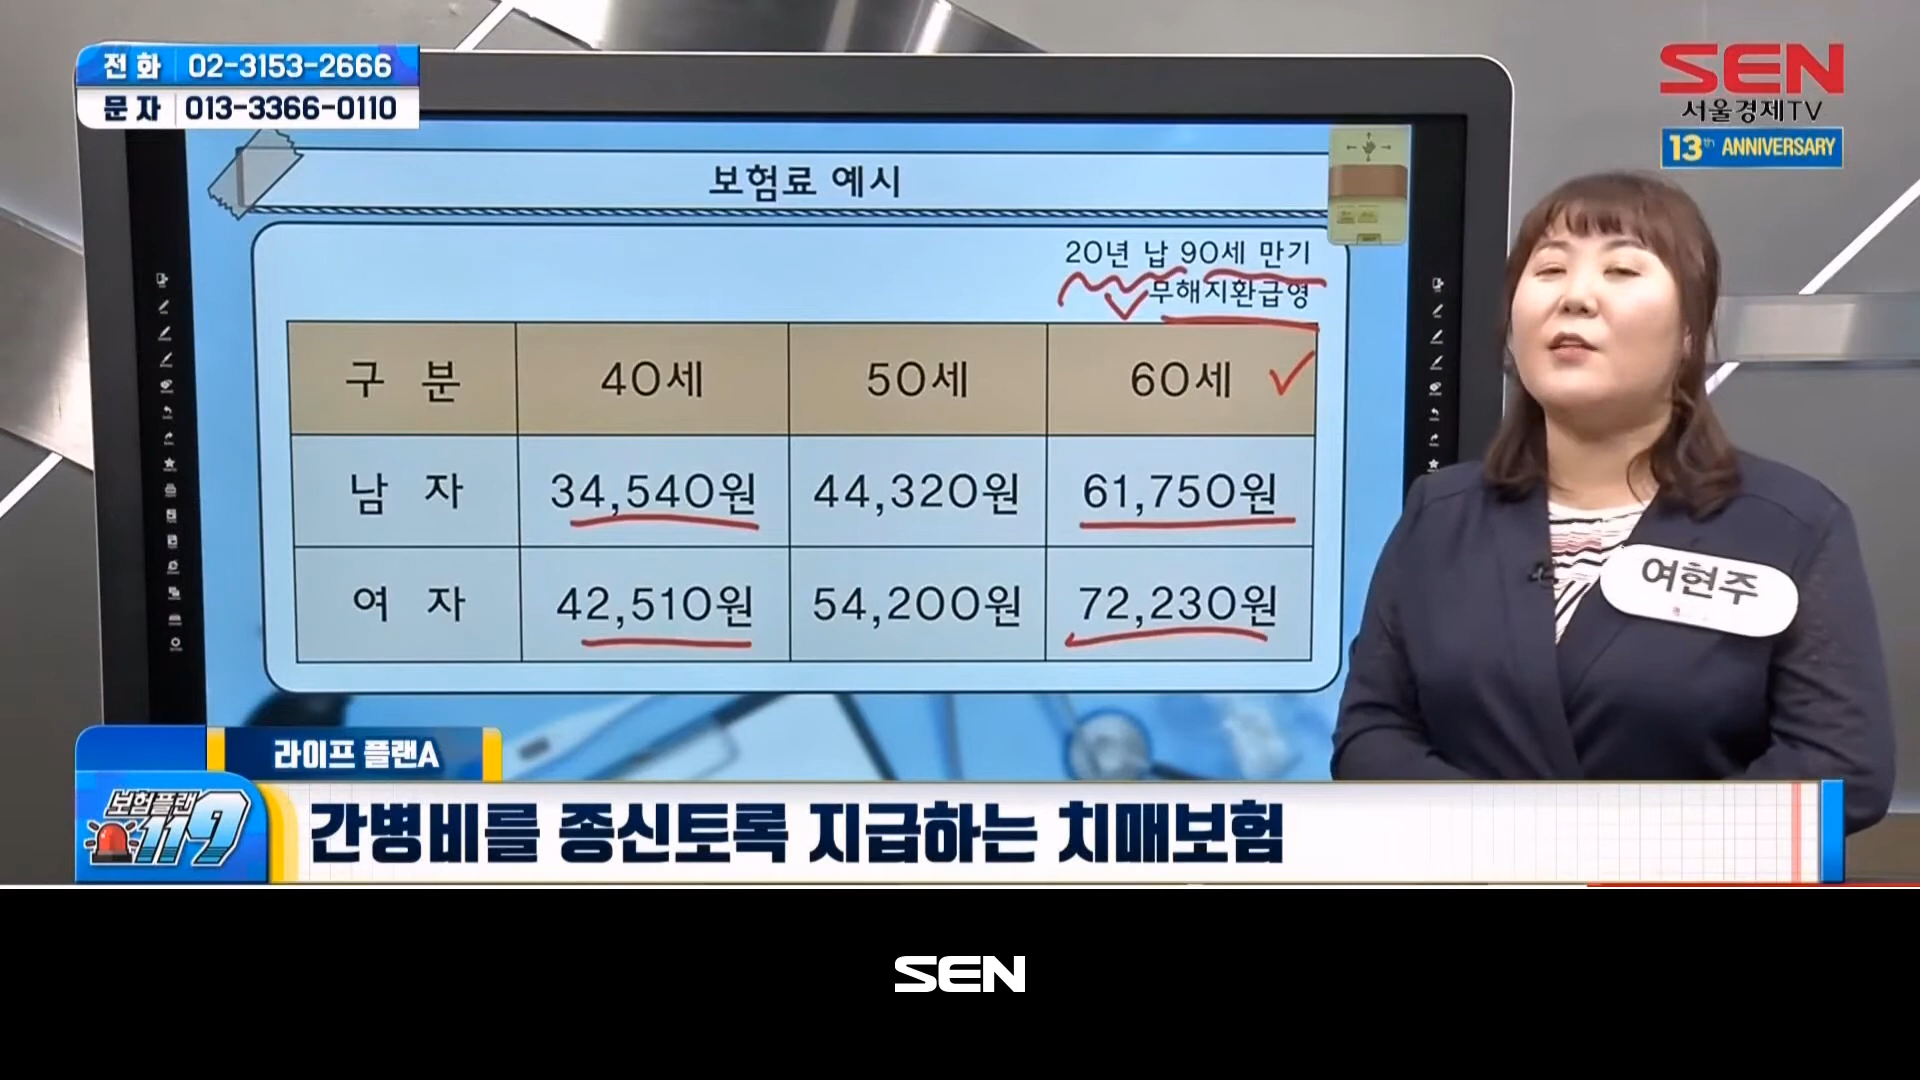 전화 02-3153-2666
문자 013-3366-0110
SEN
서울경제TV
13th ANNIVERSARY
보험료 예시
20년 납 90세 만기
무해지환급형
구 분 40세 50세 60세
남 자 34,540원 44,320원 61,750원
여 자 42,510원 54,200원 72,230원
여현주
라이프 플랜A
보험플랜 119
간병비를 종신토록 지급하는 치매보험
SEN